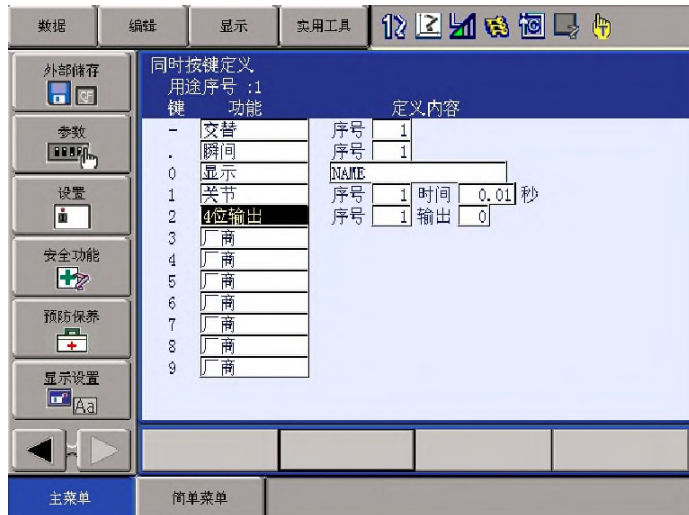 数据 编辑 显示 实用工具
外部储存
CF
参数
设置
安全功能
预防保养
显示设置
Aa
同时按键定义
用途序号 :1
键 功能 定义内容
- 交替 序号 1
. 瞬间 序号 1
0 显示 NAME
1 关节 序号 1 时间 0.01 秒
2 4位输出 序号 1 输出 0
3 厂商
4 厂商
5 厂商
6 厂商
7 厂商
8 厂商
9 厂商
主菜单 简单菜单